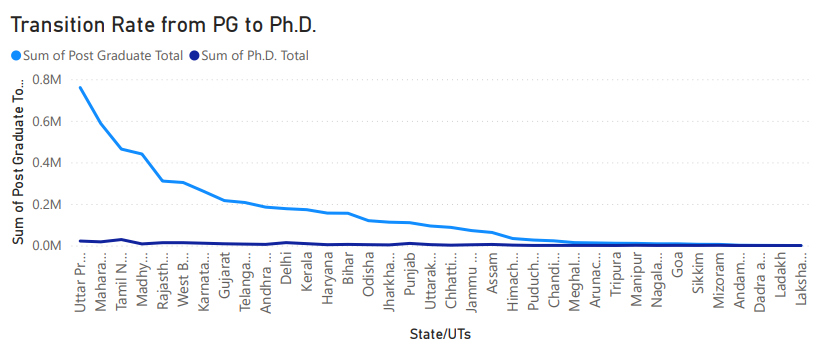 Transition Rate from PG to Ph.D.
Sum of Post Graduate Total Sum of Ph.D. Total
Sum of Post Graduate To...
0.8M
0.6M
0.4M
0.2M
0.0M
Uttar Pr...
Mahara...
Tamil N...
Madhy...
Rajasth...
West B...
Karnata...
Gujarat
Telanga...
Andhra ...
Delhi
Kerala
Haryana
Bihar
Odisha
Jharkha...
Punjab
Uttarak...
Chhatti...
Jammu ...
Assam
Himach...
Puduch...
Chandi...
Meghal...
Arunac...
Tripura
Manipur
Nagala...
Goa
Sikkim
Mizoram
Andam...
Dadra a...
Ladakh
Laksha...
State/UTs